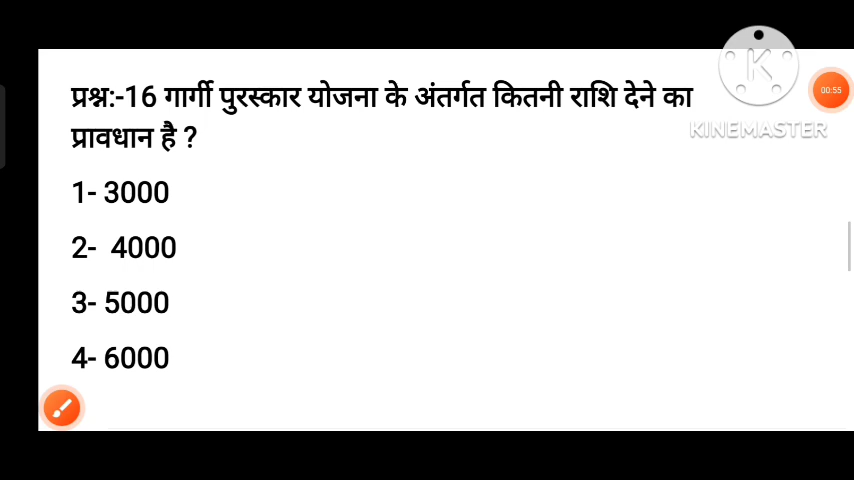 प्रश्न:-16 गार्गी पुरस्कार योजना के अंतर्गत कितनी राशि देने का
प्रावधान है ?
1- 3000
2- 4000
3- 5000
4- 6000
K
KINEMASTER
00:55